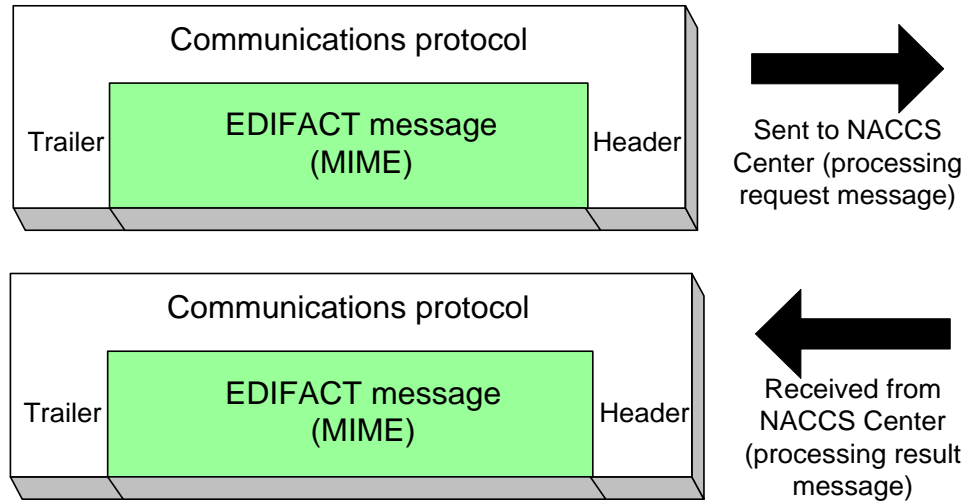 Communications protocol
Trailer
EDIFACT message
(MIME)
Header
Sent to NACCS
Center (processing
request message)
Communications protocol
Trailer
EDIFACT message
(MIME)
Header
Received from
NACCS Center
(processing result
message)